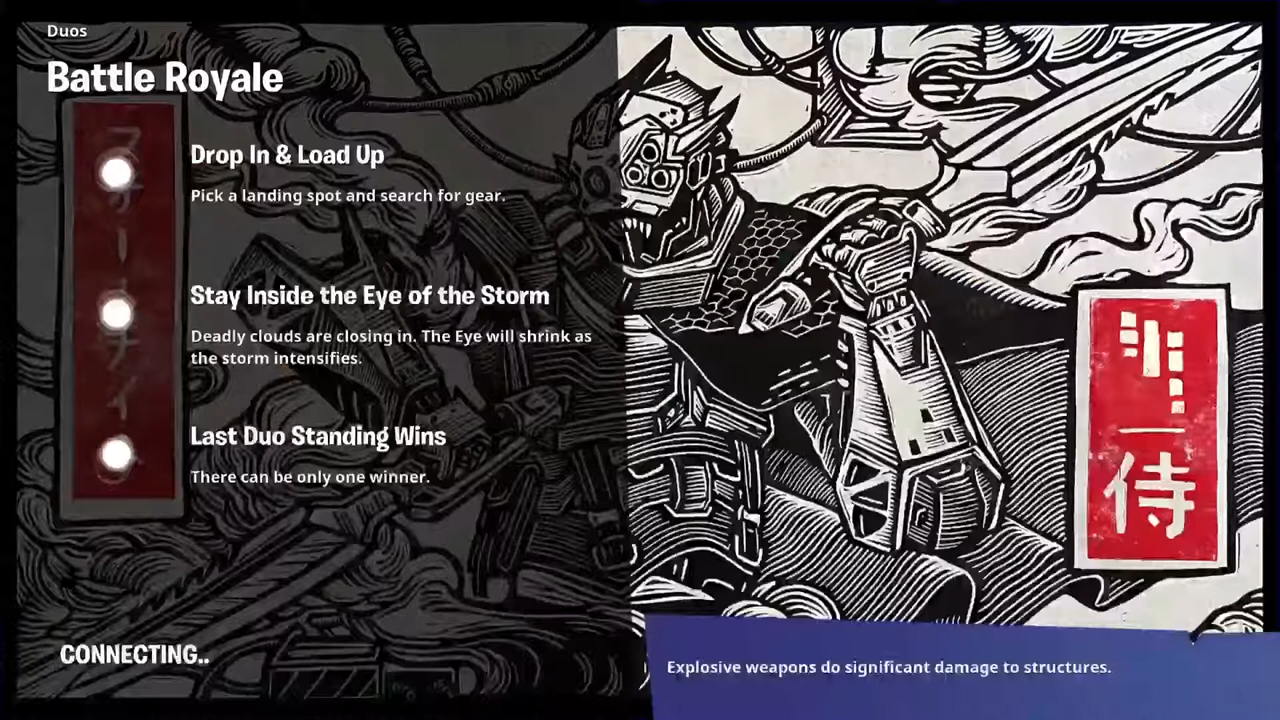 Duos
Battle Royale
Drop In & Load Up
Pick a landing spot and search for gear.
Stay Inside the Eye of the Storm
Deadly clouds are closing in. The Eye will shrink as
the storm intensifies.
Last Duo Standing Wins
There can be only one winner.
CONNECTING..
侍
Explosive weapons do significant damage to structures.